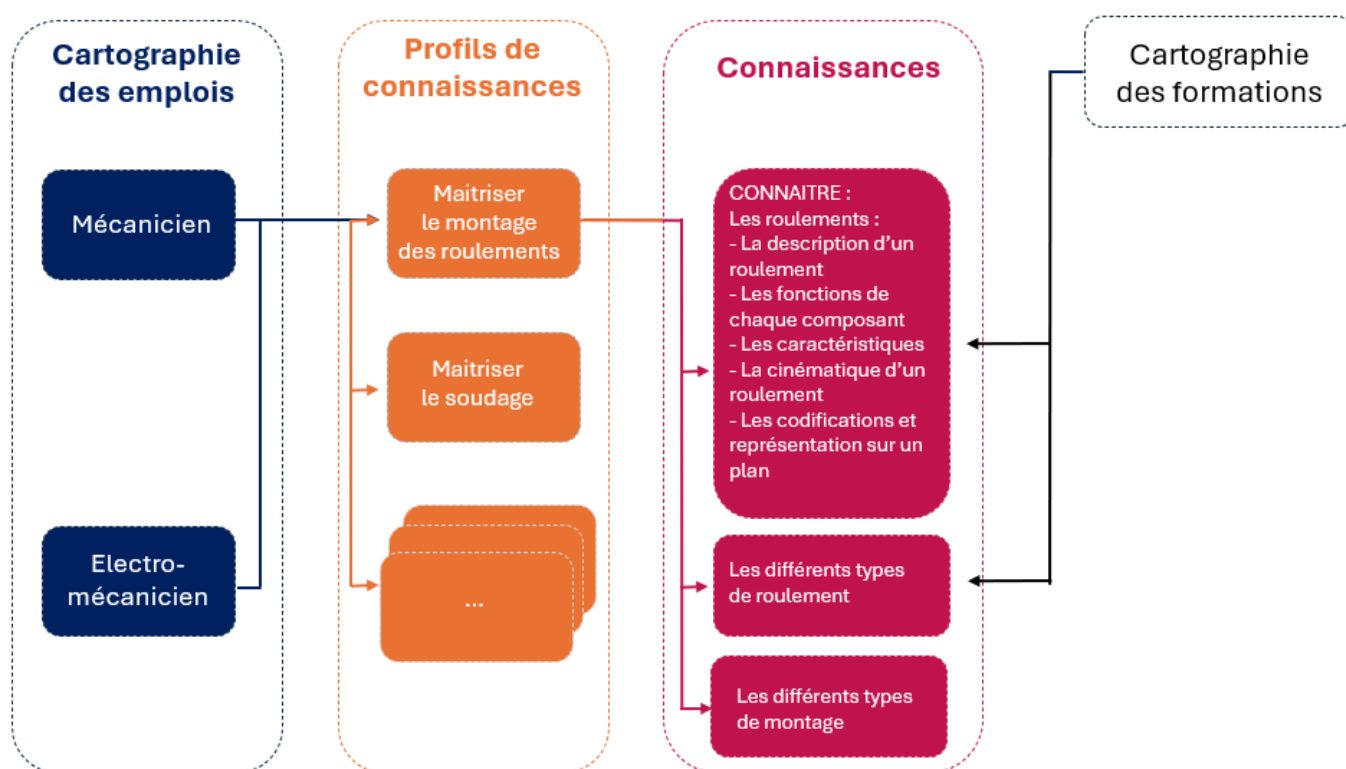 Cartographie
des emplois
Mécanicien
Electro-
mécanicien
Profils de
connaissances
Maitriser
le montage
des roulements
Maitriser
le soudage
...
Connaissances
CONNAITRE :
Les roulements :
- La description d’un
roulement
- Les fonctions de
chaque composant
- Les caractéristiques
- La cinématique d’un
roulement
- Les codifications et
représentation sur un
plan
Les différents types
de roulement
Les différents types
de montage
Cartographie
des formations